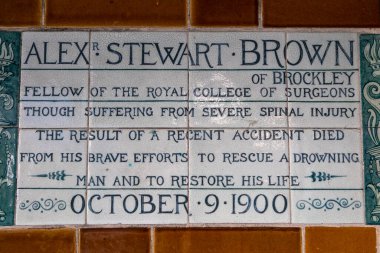 ALEXR · STEWART · BROWN
OF BROCKLEY
FELLOW OF THE ROYAL COLLEGE OF SURGEONS
THOUGH SUFFERING FROM SEVERE SPINAL INJURY
THE RESULT OF A RECENT ACCIDENT DIED
FROM HIS BRAVE EFFORTS TO RESCUE A DROWNING
MAN AND TO RESTORE HIS LIFE
OCTOBER · 9 · 1900